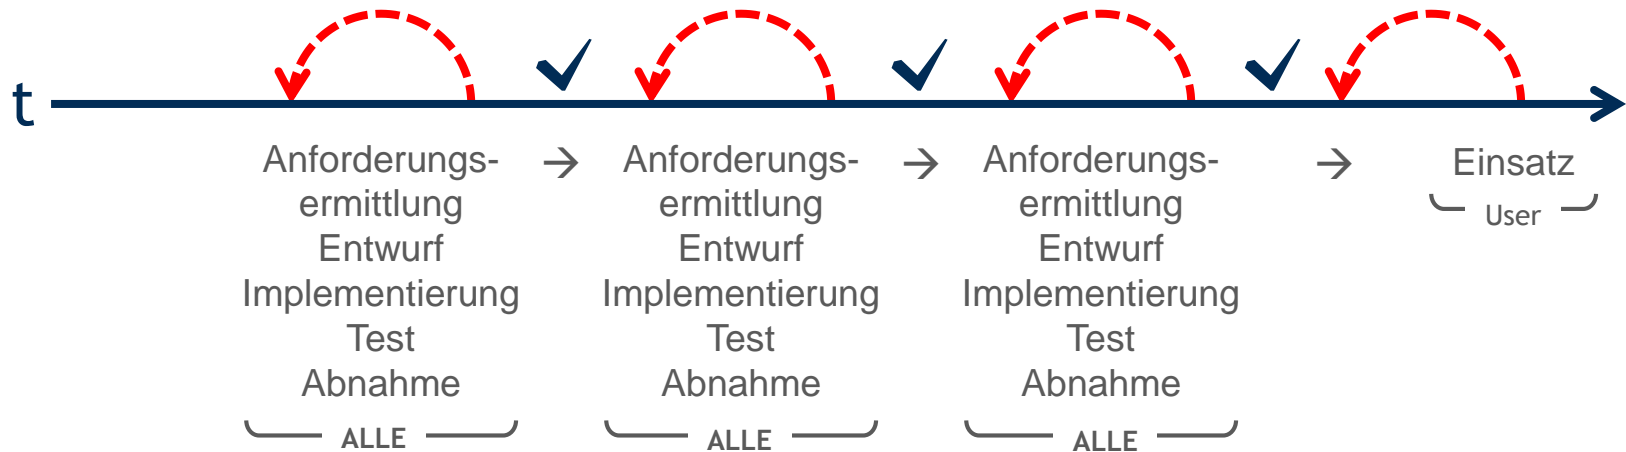 t
Anforderungs-
ermittlung
Entwurf
Implementierung
Test
Abnahme
ALLE
→
Anforderungs-
ermittlung
Entwurf
Implementierung
Test
Abnahme
ALLE
→
Anforderungs-
ermittlung
Entwurf
Implementierung
Test
Abnahme
ALLE
→
Einsatz
User